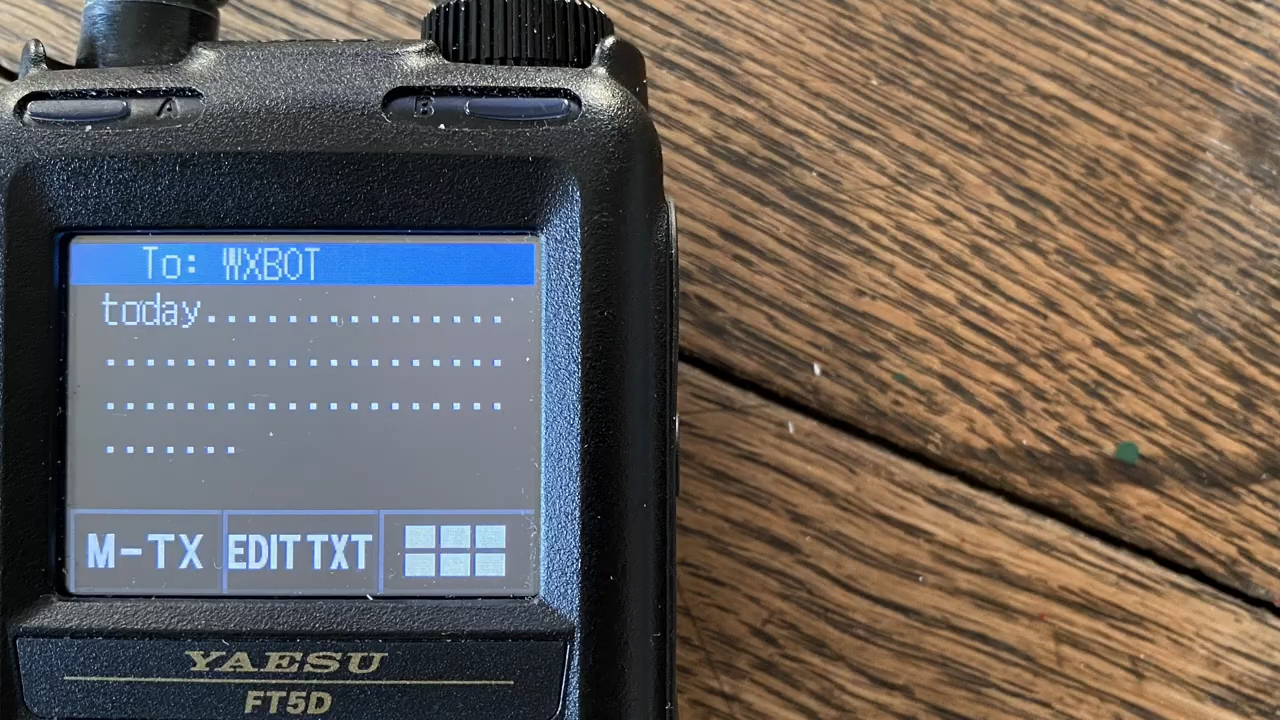 A B
To: WXBOT
today...............
...................
...................
.......
M-TX EDIT TXT
YAESU
FT5D